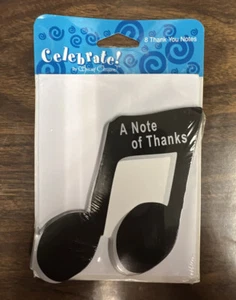 Celebrate!
8 Thank You Notes
A Note
of Thanks